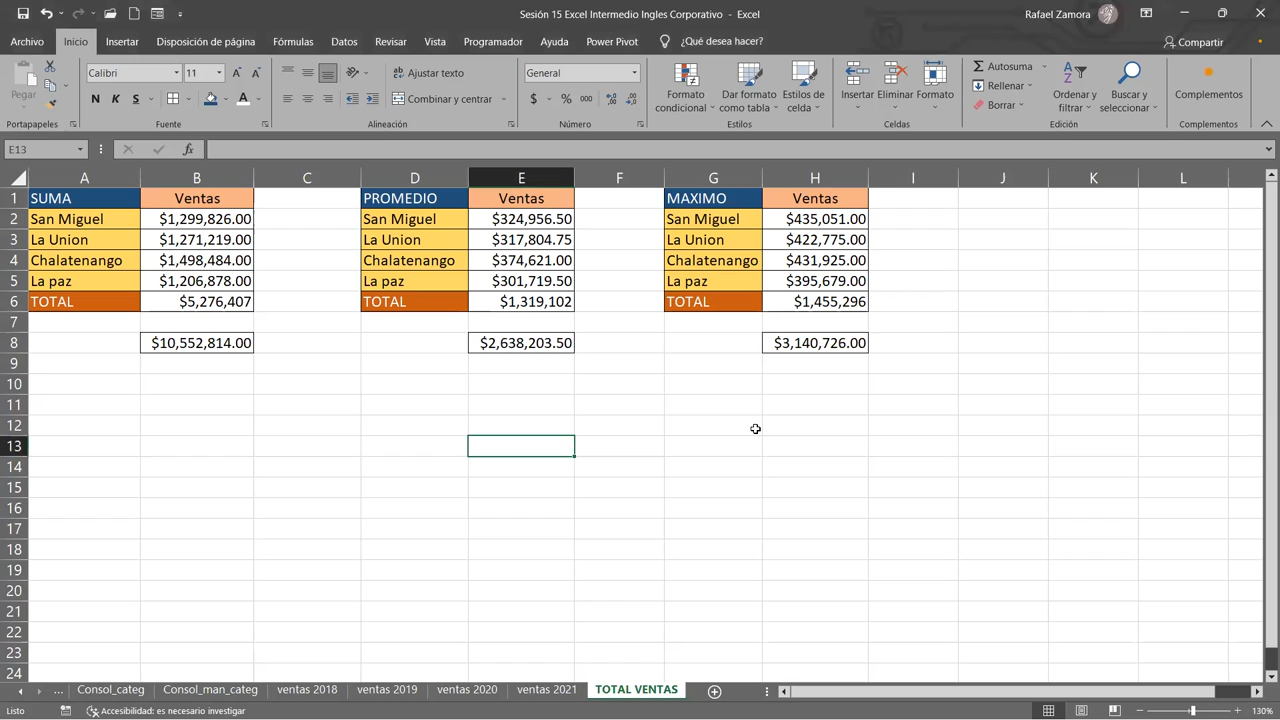 Sesión 15 Excel Intermedio Ingles Corporativo - Excel
Rafael Zamora
Archivo Inicio Insertar Disposición de página Fórmulas Datos Revisar Vista Programador Ayuda Power Pivot ¿Qué desea hacer? Compartir
Pegar
Calibri 11
N K S
Ajustar texto
Combinar y centrar
General
$ % 000
Formato condicional
Dar formato como tabla
Estilos de celda
Insertar
Eliminar
Formato
Autosuma
Rellenar
Borrar
Ordenar y filtrar
Buscar y seleccionar
Complementos
Portapapeles Fuente Alineación Número Estilos Celdas Edición Complementos
E13 fx
A B C D E F G H I J K L
1 SUMA Ventas PROMEDIO Ventas MAXIMO Ventas
2 San Miguel $1,299,826.00 San Miguel $324,956.50 San Miguel $435,051.00
3 La Union $1,271,219.00 La Union $317,804.75 La Union $422,775.00
4 Chalatenango $1,498,484.00 Chalatenango $374,621.00 Chalatenango $431,925.00
5 La paz $1,206,878.00 La paz $301,719.50 La paz $395,679.00
6 TOTAL $5,276,407 TOTAL $1,319,102 TOTAL $1,455,296
7
8 $10,552,814.00 $2,638,203.50 $3,140,726.00
9
10
11
12
13
14
15
16
17
18
19
20
21
22
23
24
... Consol_categ Consol_man_categ ventas 2018 ventas 2019 ventas 2020 ventas 2021 TOTAL VENTAS
Listo Accesibilidad: es necesario investigar 130%